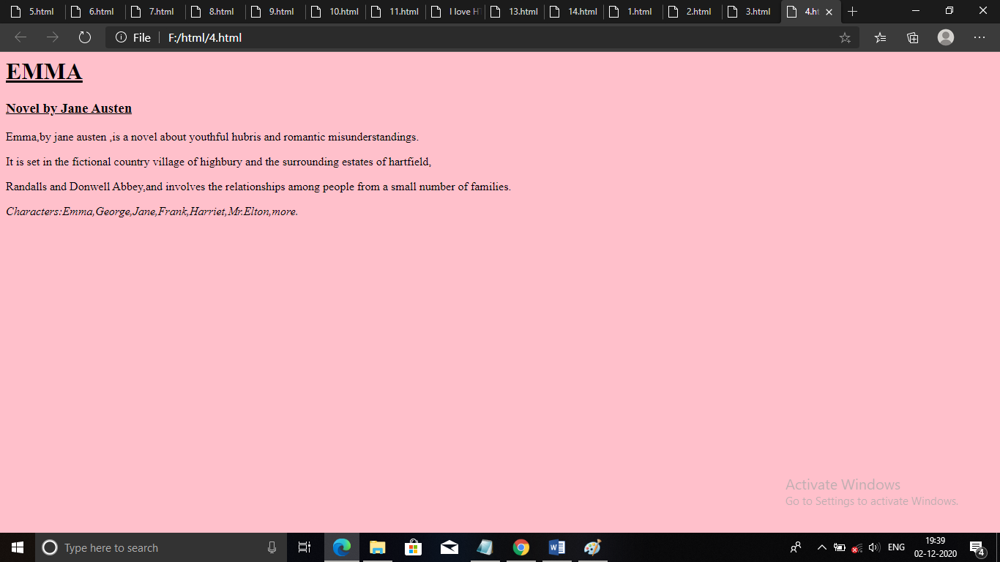 5.html 6.html 7.html 8.html 9.html 10.html 11.html I love H 13.html 14.html 1.html 2.html 3.html 4.ht
File F:/html/4.html
EMMA
Novel by Jane Austen
Emma,by jane austen ,is a novel about youthful hubris and romantic misunderstandings.
It is set in the fictional country village of highbury and the surrounding estates of hartfield,
Randalls and Donwell Abbey,and involves the relationships among people from a small number of families.
Characters:Emma,George,Jane,Frank,Harriet,Mr.Elton,more.
Activate Windows
Go to Settings to activate Windows.
Type here to search
ENG
19:39
02-12-2020
4